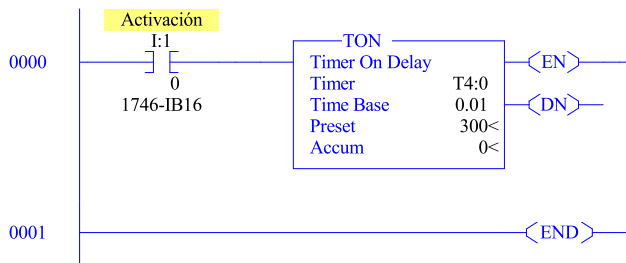 Activación
I:1
0
1746-IB16
0000
TON
Timer On Delay
Timer T4:0
Time Base 0.01
Preset 300<
Accum 0<
EN
DN
0001
END